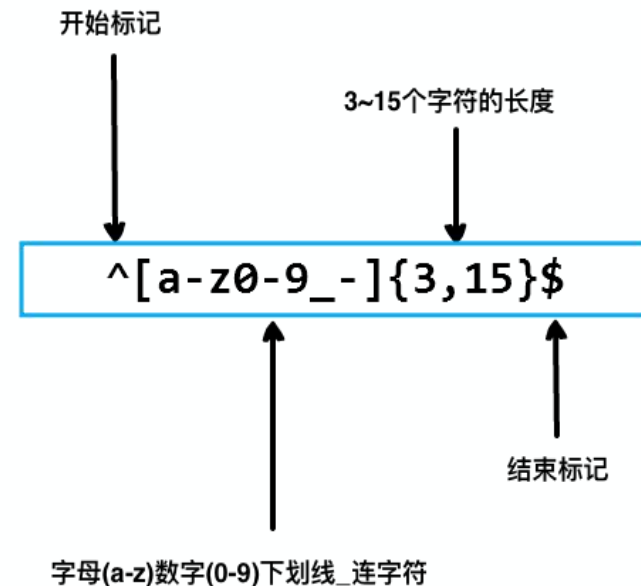 开始标记
3~15个字符的长度
^[a-z0-9_-]{3,15}$
结束标记
字母(a-z)数字(0-9)下划线_连字符